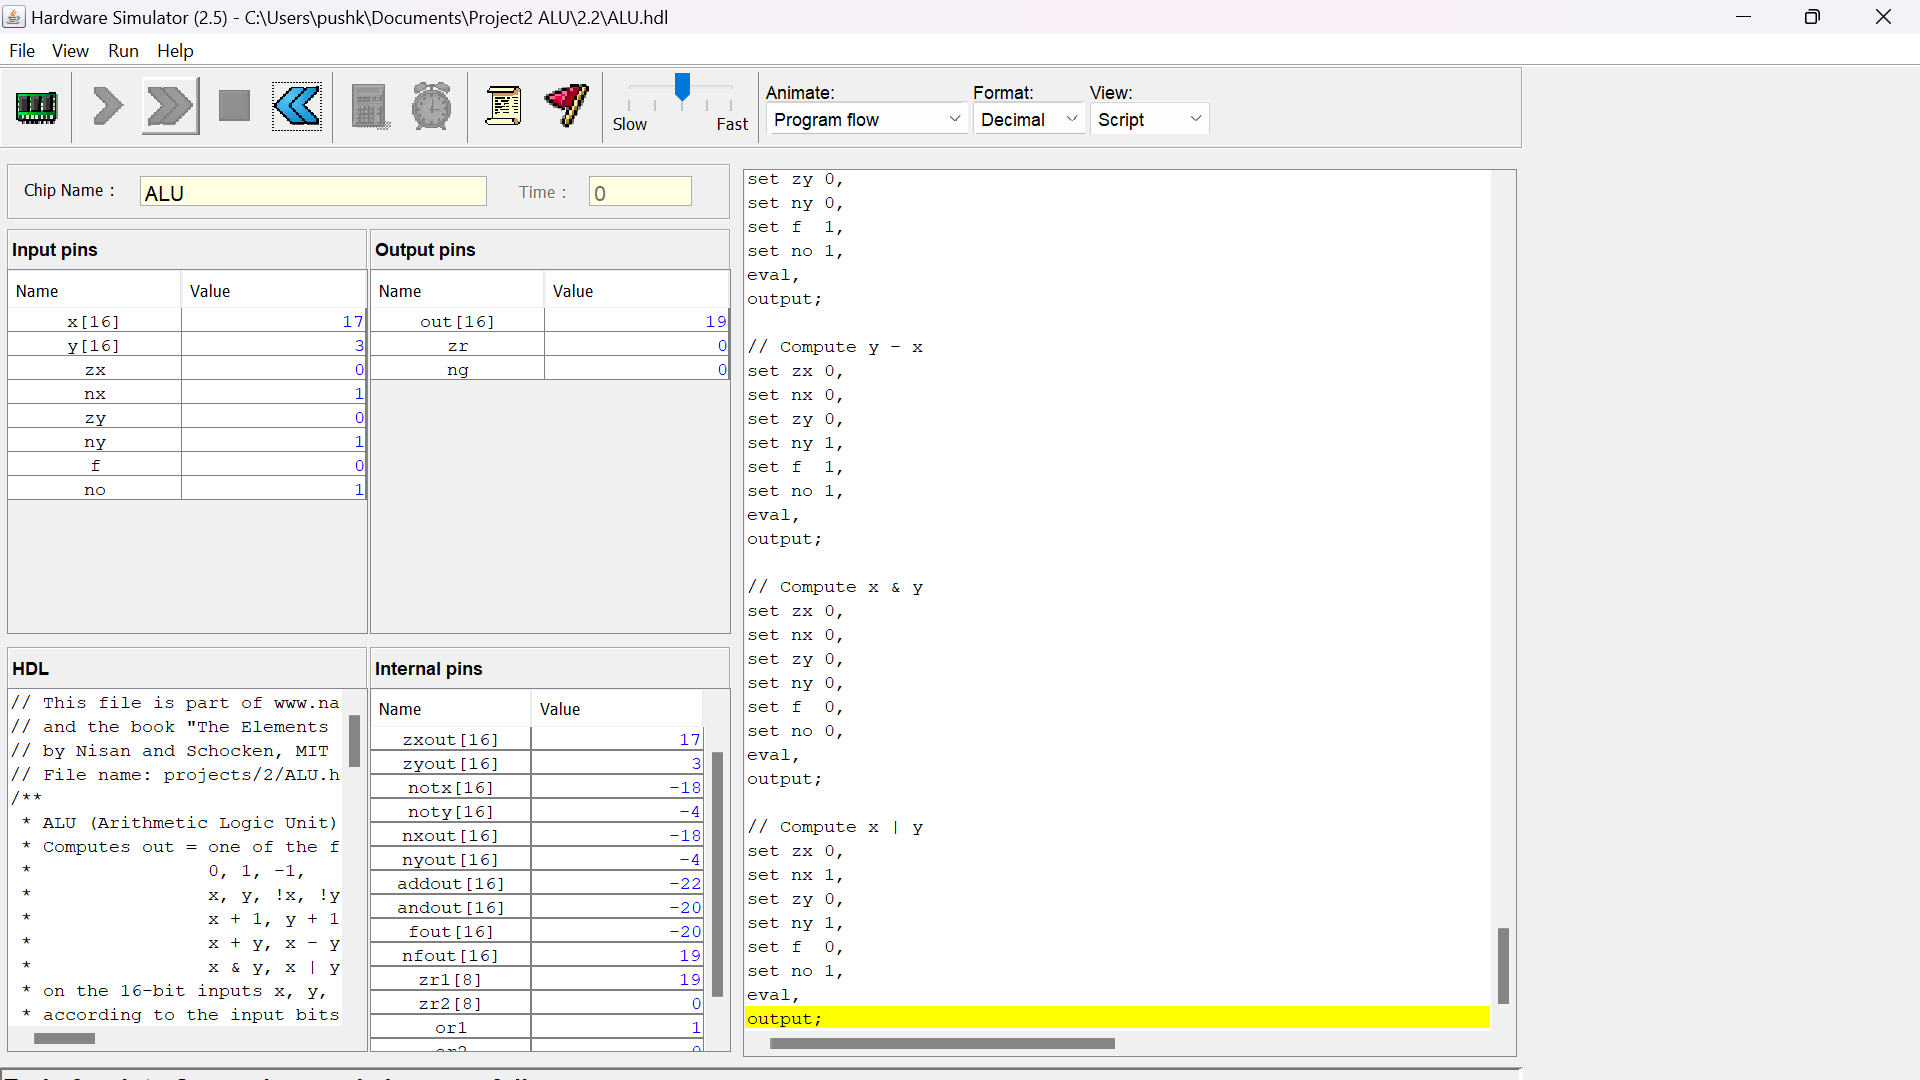 Hardware Simulator (2.5) - C:\Users\pushk\Documents\Project2 ALU\2.2\ALU.hdl
File View Run Help
Slow Fast
Animate: Format: View:
Program flow Decimal Script
Chip Name : ALU Time : 0
Input pins
Name Value
x[16] 17
y[16] 3
zx 0
nx 1
zy 0
ny 1
f 0
no 1
Output pins
Name Value
out[16] 19
zr 0
ng 0
HDL
// This file is part of www.na
// and the book "The Elements
// by Nisan and Schocken, MIT
// File name: projects/2/ALU.h
/**
* ALU (Arithmetic Logic Unit)
* Computes out = one of the f
* 0, 1, -1,
* x, y, !x, !y
* x + 1, y + 1
* x + y, x - y
* x & y, x | y
* on the 16-bit inputs x, y,
* according to the input bits
Internal pins
Name Value
zxout[16] 17
zyout[16] 3
notx[16] -18
noty[16] -4
nxout[16] -18
nyout[16] -4
addout[16] -22
andout[16] -20
fout[16] -20
nfout[16] 19
zr1[8] 19
zr2[8] 0
or1 1
set zy 0,
set ny 0,
set f 1,
set no 1,
eval,
output;
// Compute y - x
set zx 0,
set nx 0,
set zy 0,
set ny 1,
set f 1,
set no 1,
eval,
output;
// Compute x & y
set zx 0,
set nx 0,
set zy 0,
set ny 0,
set f 0,
set no 0,
eval,
output;
// Compute x | y
set zx 0,
set nx 1,
set zy 0,
set ny 1,
set f 0,
set no 1,
eval,
output;